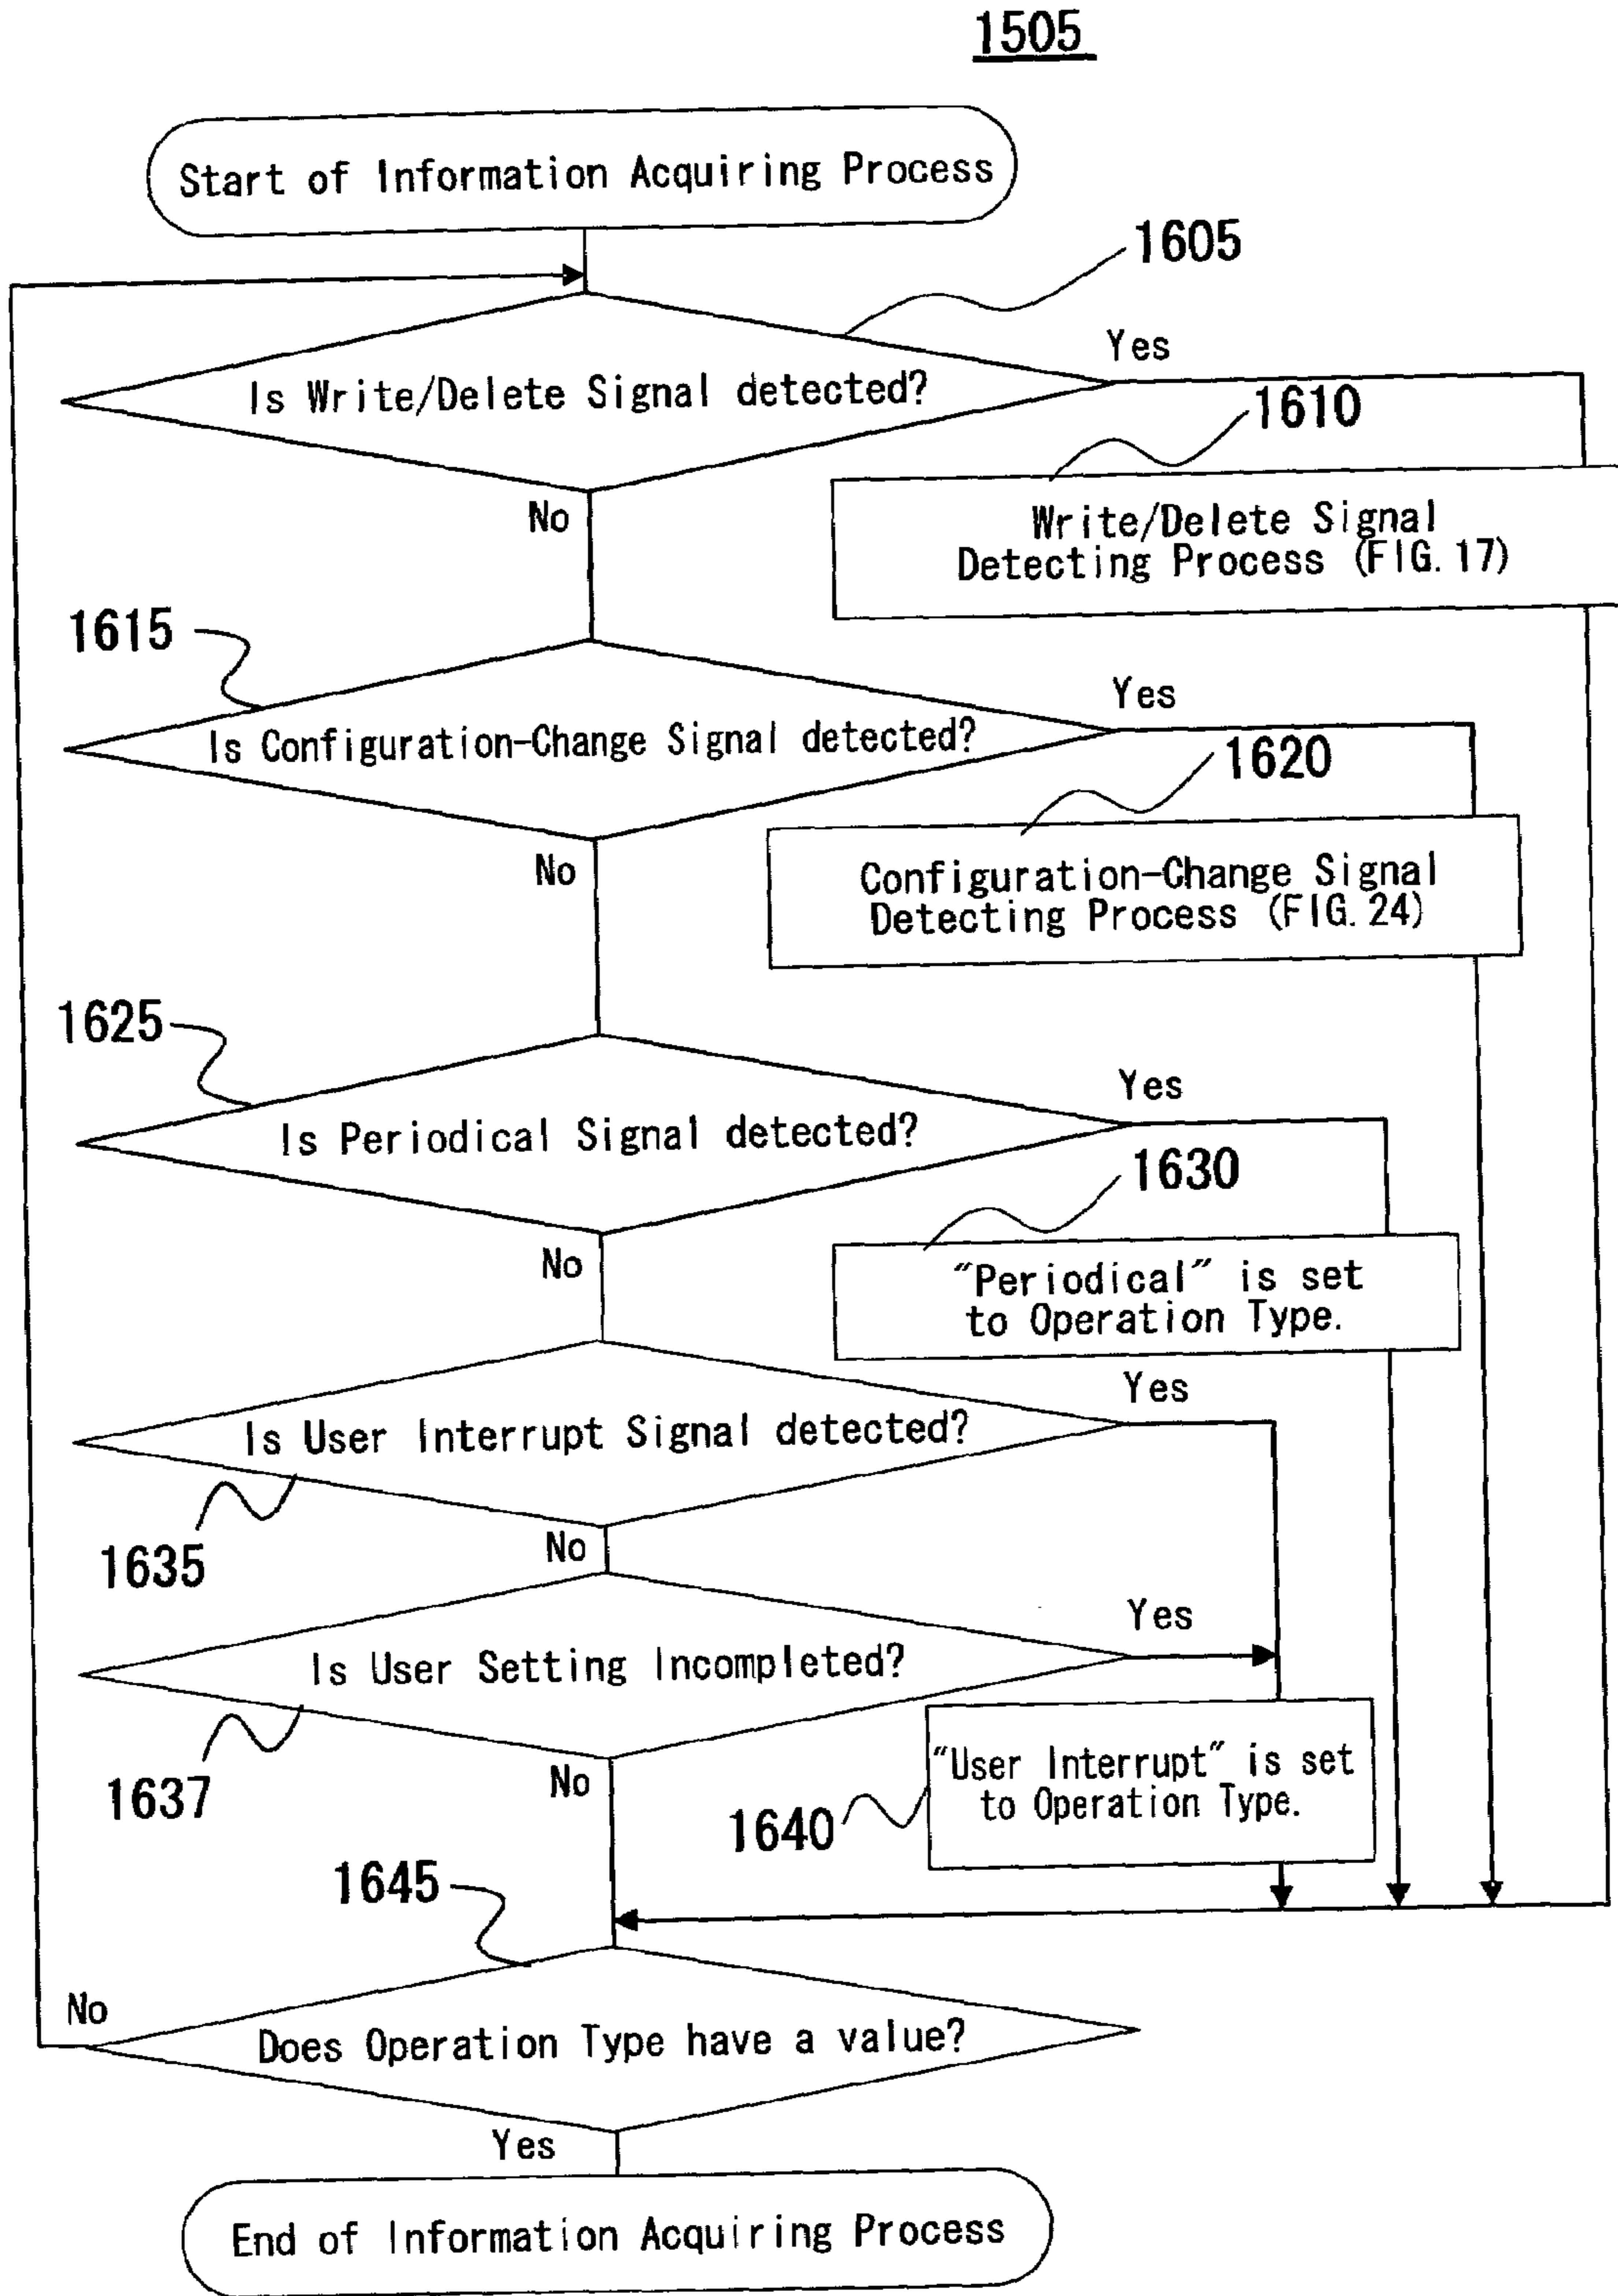 1505
Start of Information Acquiring Process
1605
Is Write/Delete Signal detected?
Yes
No
1610
Write/Delete Signal
Detecting Process (FIG. 17)
1615
Is Configuration-Change Signal detected?
Yes
No
1620
Configuration-Change Signal
Detecting Process (FIG. 24)
1625
Is Periodical Signal detected?
Yes
No
1630
"Periodical" is set
to Operation Type.
Is User Interrupt Signal detected?
Yes
No
1635
Is User Setting Incompleted?
Yes
No
1637
"User Interrupt" is set
to Operation Type.
1640
1645
Does Operation Type have a value?
No
Yes
End of Information Acquiring Process